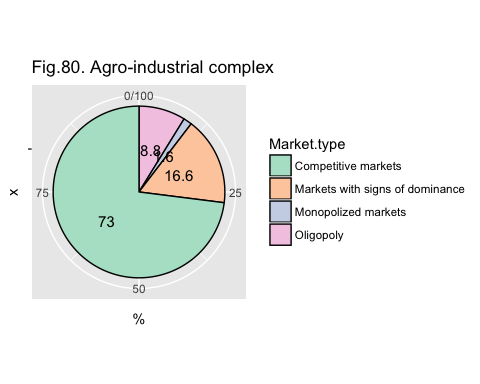 Fig.80. Agro-industrial complex
0/100
8.8
1.6
16.6
75
25
73
50
x
%
Market.type
Competitive markets
Markets with signs of dominance
Monopolized markets
Oligopoly